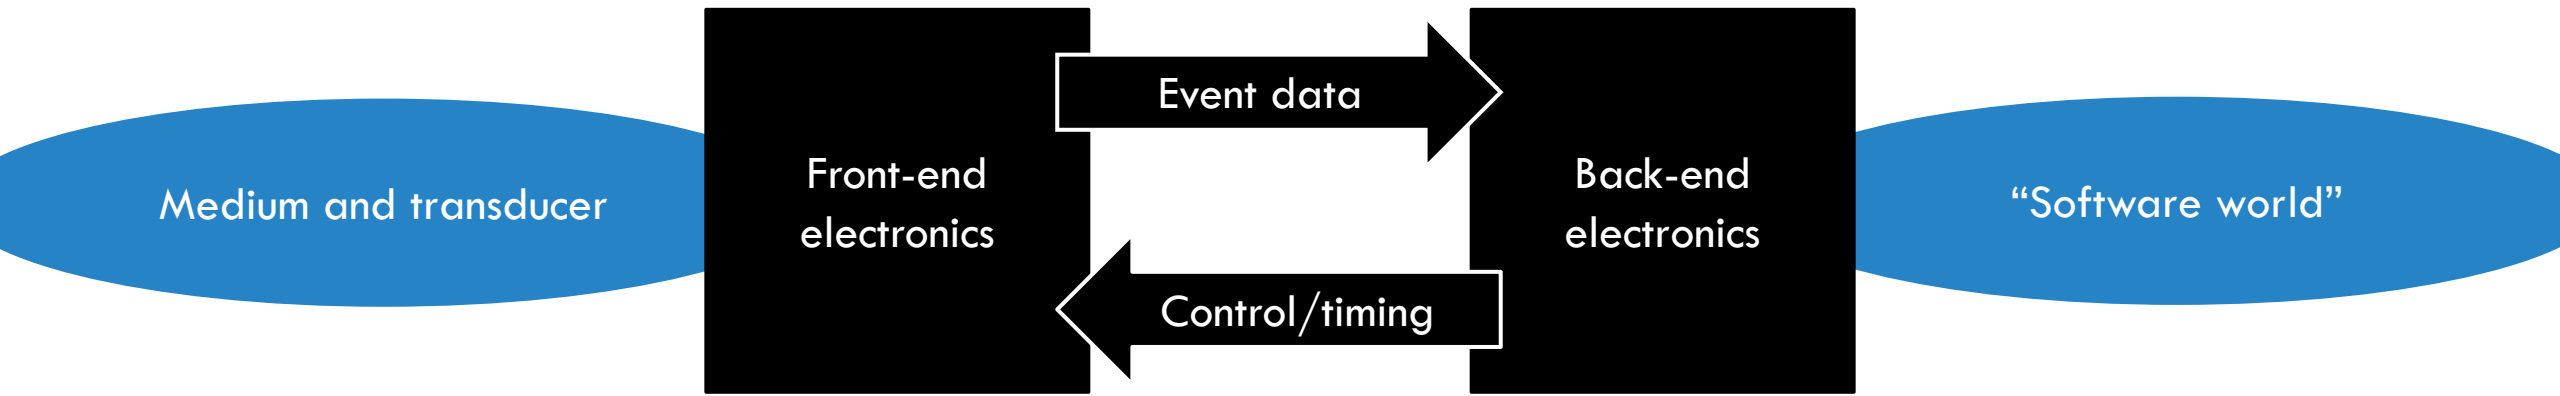 Medium and transducer
Front-end
electronics
Event data
Control/timing
Back-end
electronics
“Software world”